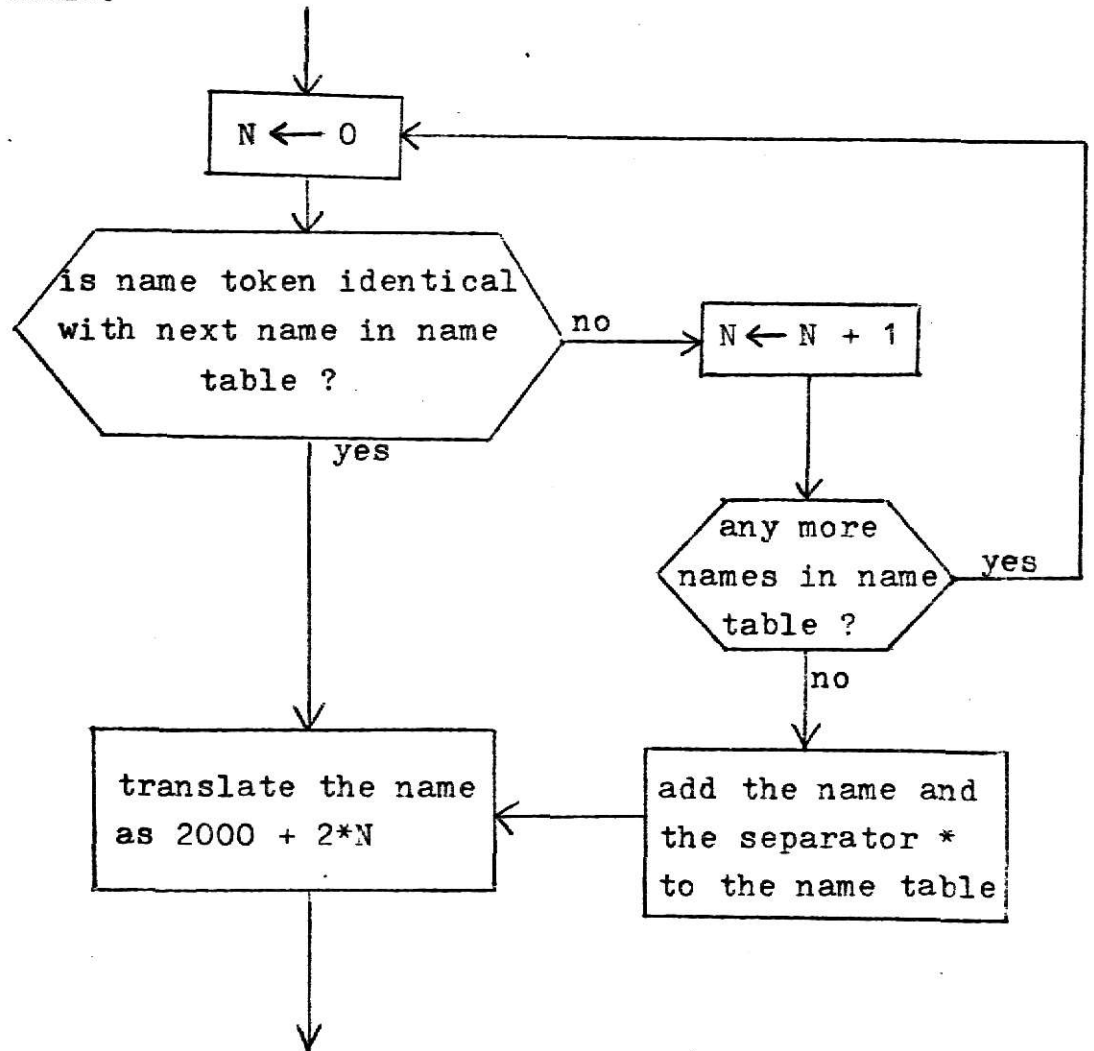 N ← 0
is name token identical
with next name in name
table ?
no
N ← N + 1
yes
any more
names in name
table ?
yes
no
translate the name
as 2000 + 2*N
add the name and
the separator *
to the name table